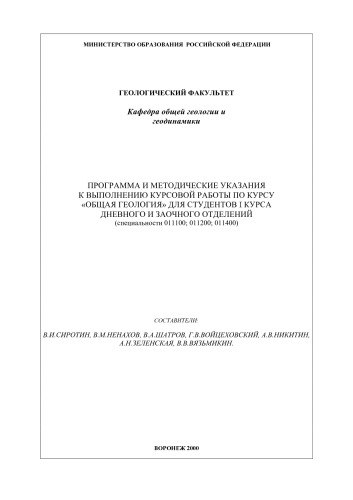 МИНИСТЕРСТВО ОБРАЗОВАНИЯ РОССИЙСКОЙ ФЕДЕРАЦИИ
ГЕОЛОГИЧЕСКИЙ ФАКУЛЬТЕТ
Кафедра общей геологии и
геодинамики
ПРОГРАММА И МЕТОДИЧЕСКИЕ УКАЗАНИЯ
К ВЫПОЛНЕНИЮ КУРСОВОЙ РАБОТЫ ПО КУРСУ
«ОБЩАЯ ГЕОЛОГИЯ» ДЛЯ СТУДЕНТОВ I КУРСА
ДНЕВНОГО И ЗАОЧНОГО ОТДЕЛЕНИЙ
(специальности 011100; 011200; 011400)
СОСТАВИТЕЛИ:
В.И.СИРОТИН, В.М.НЕНАХОВ, В.А.ШАТРОВ, Г.В.ВОЙЦЕХОВСКИЙ, А.В.НИКИТИН,
А.Н.ЗЕЛЕНСКАЯ, В.В.ВЯЗЬМИКИН.
ВОРОНЕЖ 2000